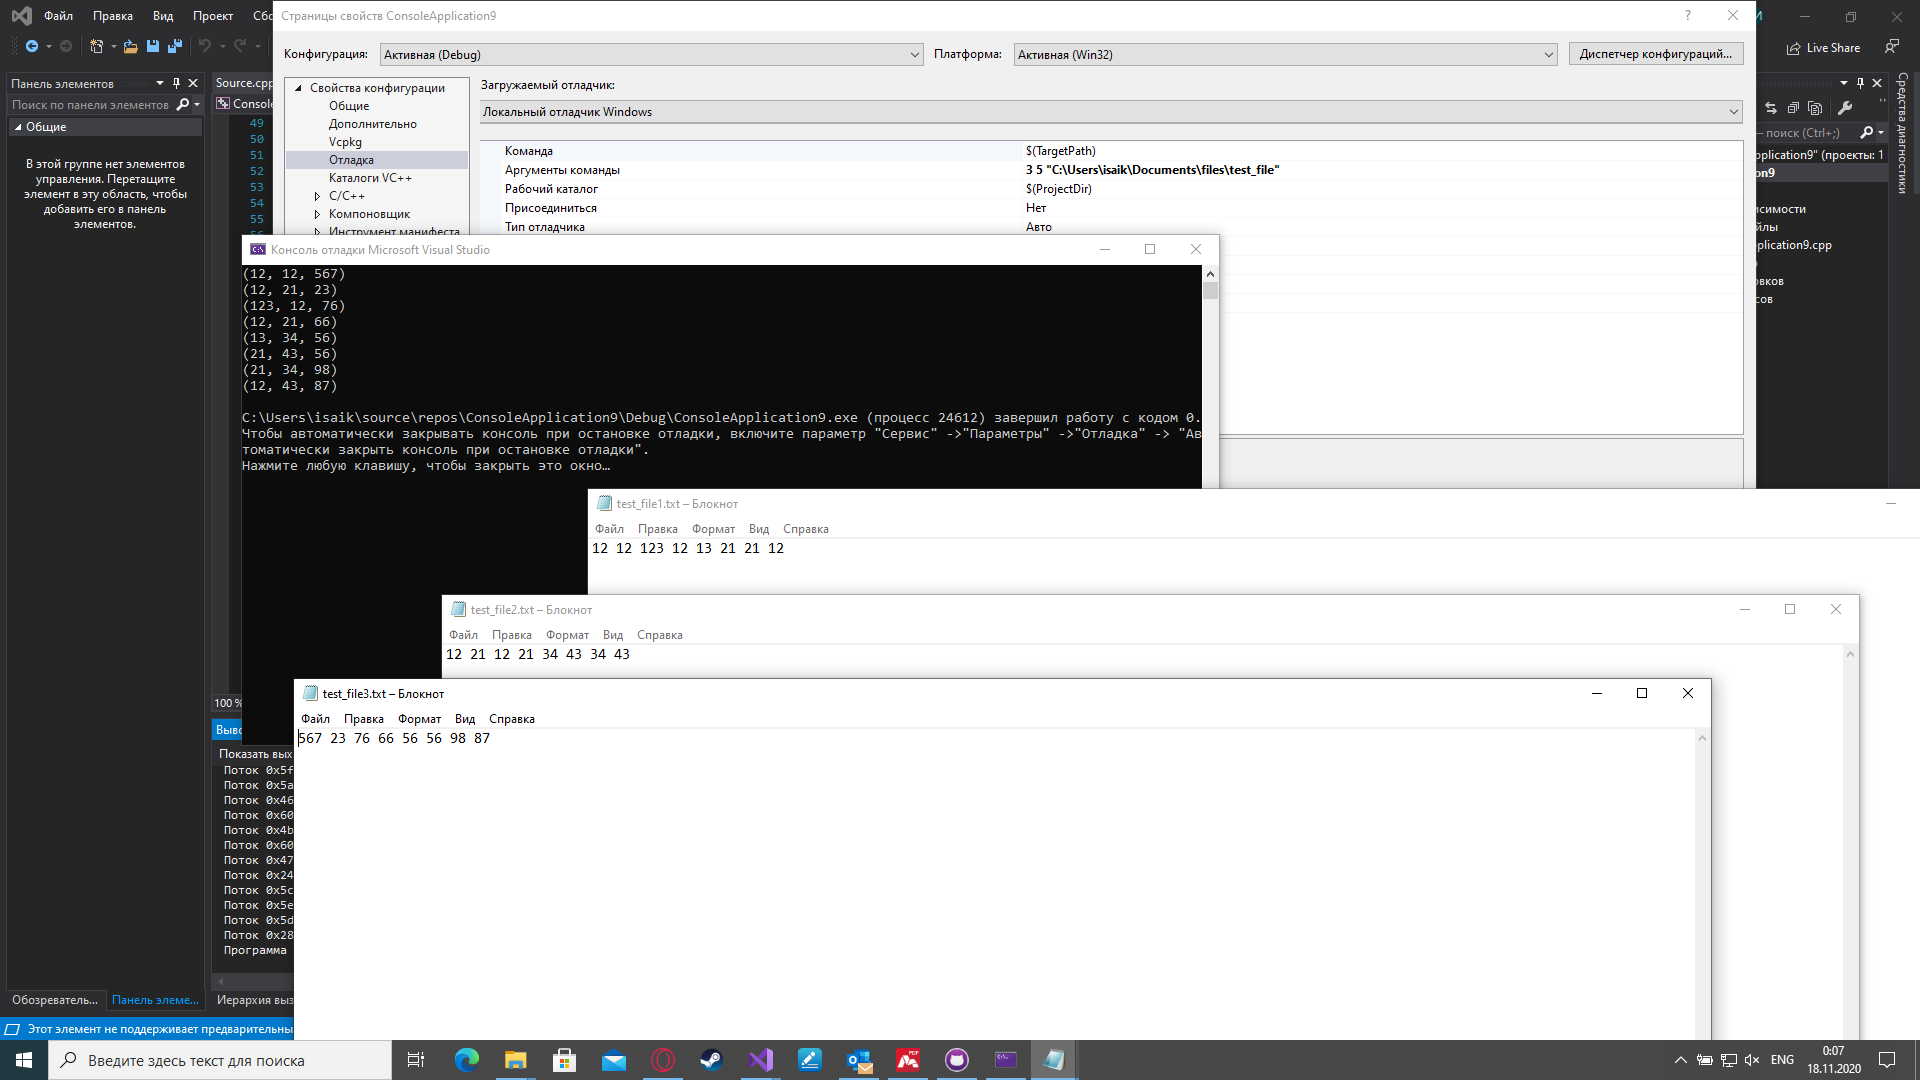 Файл Правка Вид Проект
Страницы свойств ConsoleApplication9
Live Share
Конфигурация: Активная (Debug) Платформа: Активная (Win32) Диспетчер конфигураций...
Панель элементов
Поиск по панели элементов
Общие
В этой группе нет элементов
управления. Перетащите
элемент в эту область, чтобы
добавить его в панель
элементов.
Source.cpp
49
50
51
52
53
54
55
Свойства конфигурации
Общие
Дополнительно
Vcpkg
Отладка
Каталоги VC++
C/C++
Компоновщик
Инструмент манифеста
Загружаемый отладчик:
Локальный отладчик Windows
Команда $(TargetPath)
Аргументы команды 3 5 "C:\Users\isaik\Documents\files\test_file"
Рабочий каталог $(ProjectDir)
Присоединиться Нет
Тип отладчика Авто
– поиск (Ctrl+;)
(проекты: 1
Средства диагностики
Консоль отладки Microsoft Visual Studio
(12, 12, 567)
(12, 21, 23)
(123, 12, 76)
(12, 21, 66)
(13, 34, 56)
(21, 43, 56)
(21, 34, 98)
(12, 43, 87)
C:\Users\isaik\source\repos\ConsoleApplication9\Debug\ConsoleApplication9.exe (процесс 24612) завершил работу с кодом 0.
Чтобы автоматически закрывать консоль при остановке отладки, включите параметр "Сервис" ->"Параметры" ->"Отладка" -> "Ав
томатически закрыть консоль при остановке отладки".
Нажмите любую клавишу, чтобы закрыть это окно…
test_file1.txt – Блокнот
Файл Правка Формат Вид Справка
12 12 123 12 13 21 21 12
test_file2.txt – Блокнот
Файл Правка Формат Вид Справка
12 21 12 21 34 43 34 43
test_file3.txt – Блокнот
Файл Правка Формат Вид Справка
567 23 76 66 56 56 98 87
100 %
Показать вых
Поток 0x5f
Поток 0x5a
Поток 0x46
Поток 0x60
Поток 0x4b
Поток 0x60
Поток 0x47
Поток 0x24
Поток 0x5c
Поток 0x5e
Поток 0x5d
Поток 0x28
Программа
Обозреватель... Панель элеме... Иерархия выз
Этот элемент не поддерживает предварительны
Введите здесь текст для поиска
ENG
0:07
18.11.2020